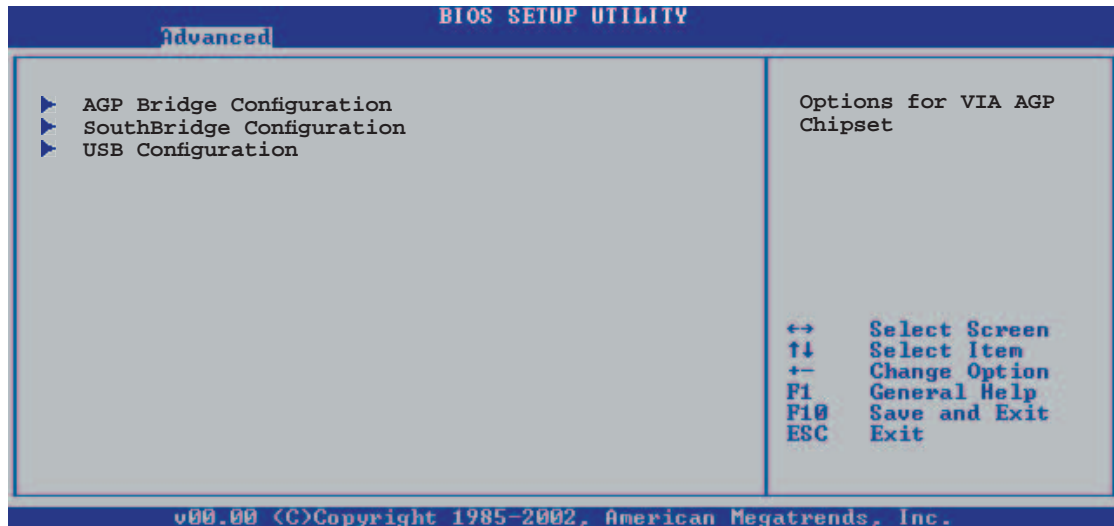 BIOS SETUP UTILITY
Advanced
AGP Bridge Configuration
SouthBridge Configuration
USB Configuration
Options for VIA AGP
Chipset
←→ Select Screen
↑↓ Select Item
+- Change Option
F1 General Help
F10 Save and Exit
ESC Exit
v00.00 (C)Copyright 1985-2002, American Megatrends, Inc.